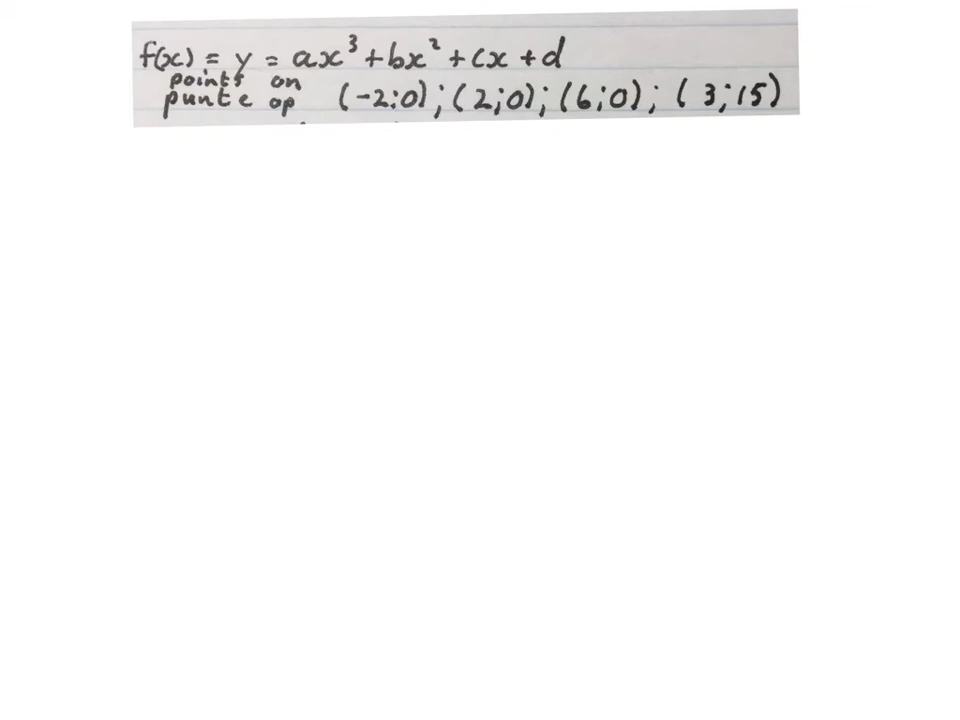 f(x) = y = ax³ + bx² + cx + d
points on
punte op (-2;0); (2;0); (6;0); (3;15)